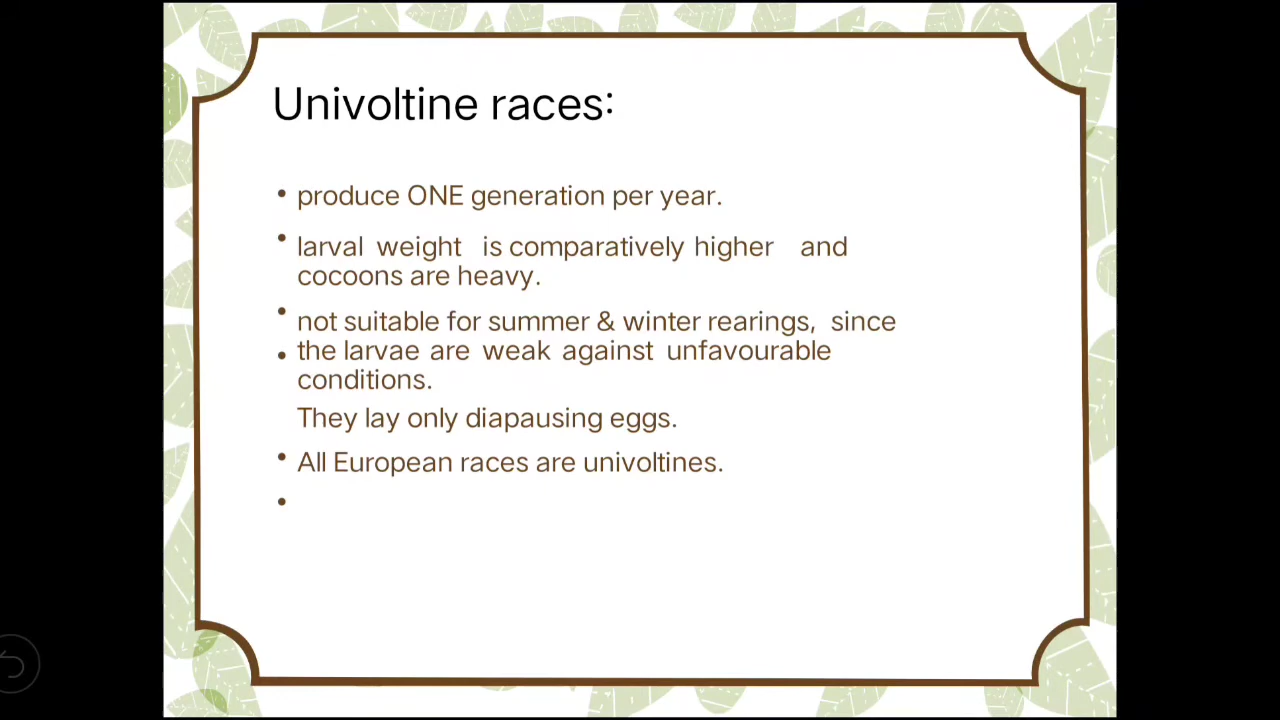 Univoltine races:
• produce ONE generation per year.
• larval weight is comparatively higher and
cocoons are heavy.
• not suitable for summer & winter rearings, since
• the larvae are weak against unfavourable
conditions.
They lay only diapausing eggs.
• All European races are univoltines.
•